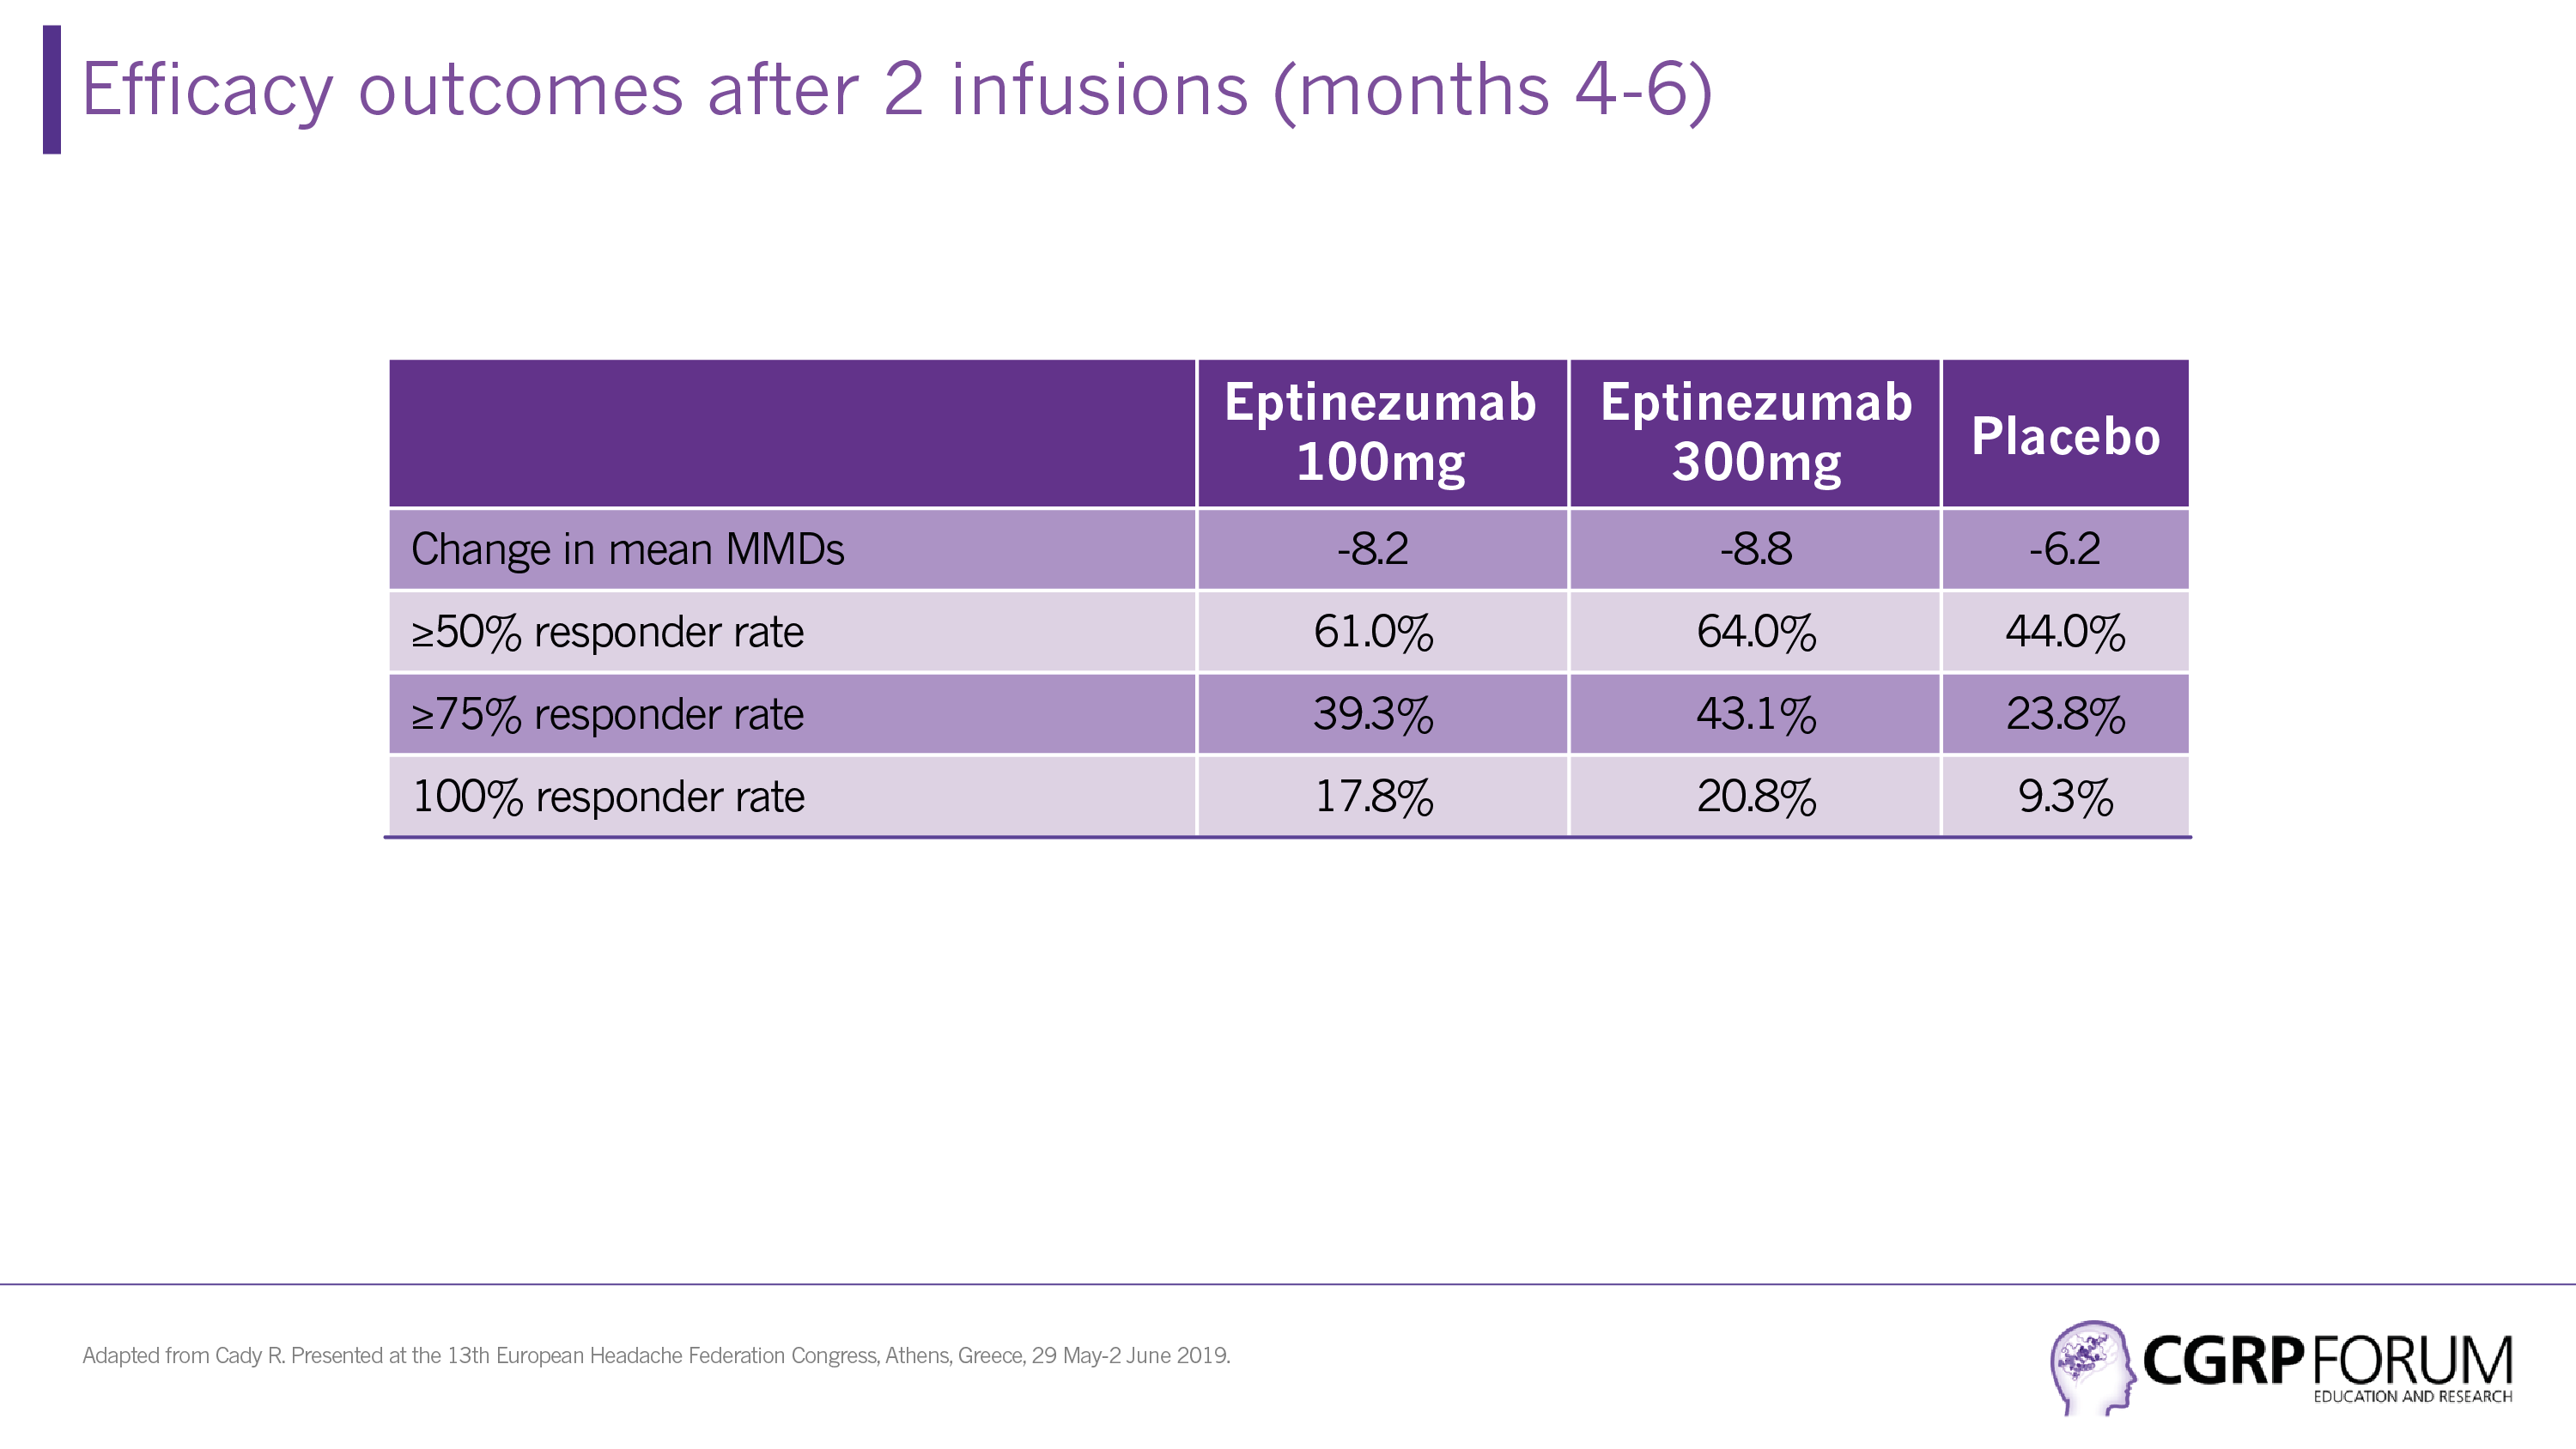 Efficacy outcomes after 2 infusions (months 4-6)
Eptinezumab 100mg Eptinezumab 300mg Placebo
Change in mean MMDs -8.2 -8.8 -6.2
≥50% responder rate 61.0% 64.0% 44.0%
≥75% responder rate 39.3% 43.1% 23.8%
100% responder rate 17.8% 20.8% 9.3%
Adapted from Cady R. Presented at the 13th European Headache Federation Congress, Athens, Greece, 29 May-2 June 2019.
CGRP FORUM
EDUCATION AND RESEARCH